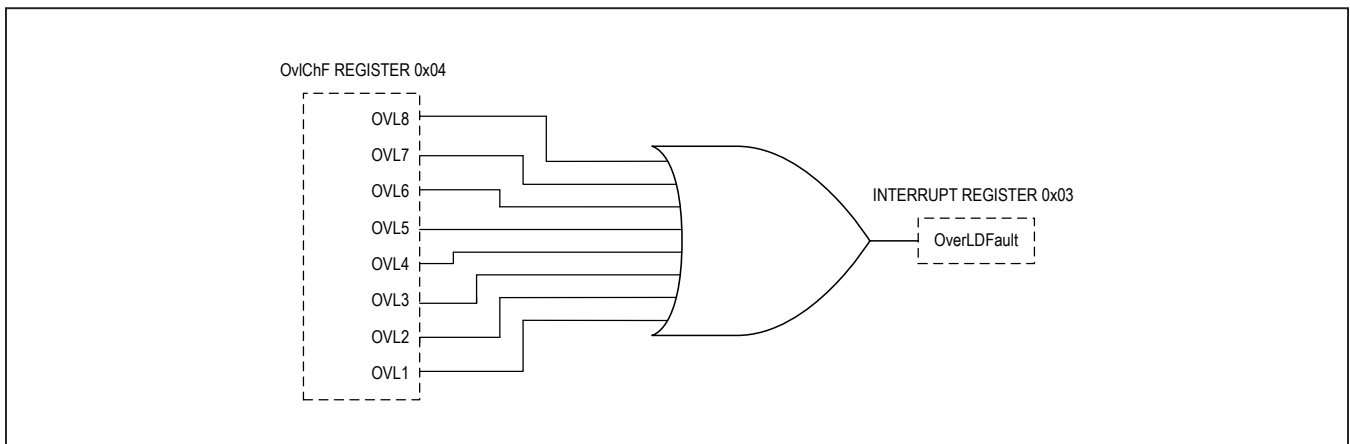 OvlChF REGISTER 0x04
OVL8
OVL7
OVL6
OVL5
OVL4
OVL3
OVL2
OVL1
INTERRUPT REGISTER 0x03
OverLDFault